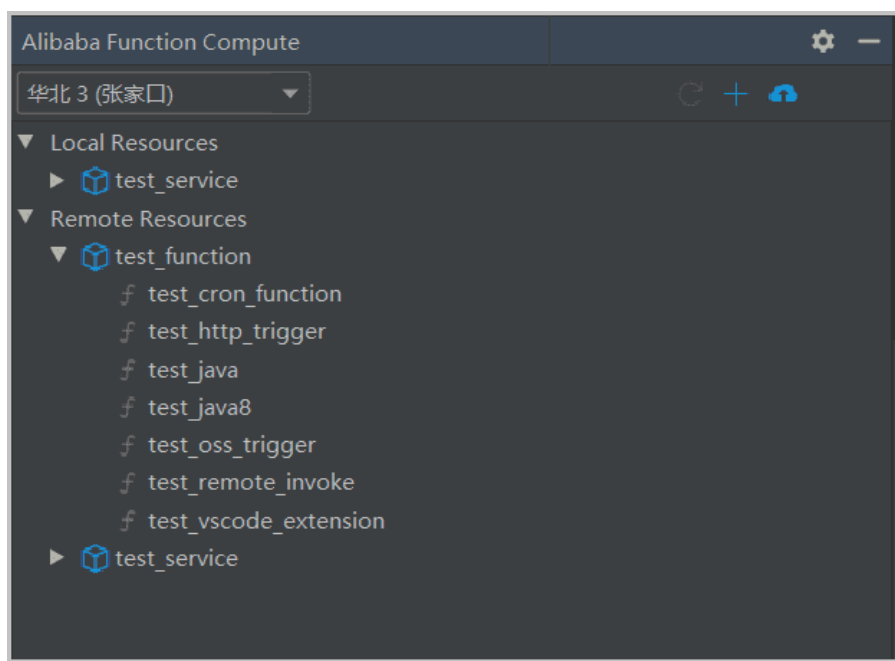 Alibaba Function Compute
华北 3 (张家口)
Local Resources
test_service
Remote Resources
test_function
test_cron_function
test_http_trigger
test_java
test_java8
test_oss_trigger
test_remote_invoke
test_vscode_extension
test_service